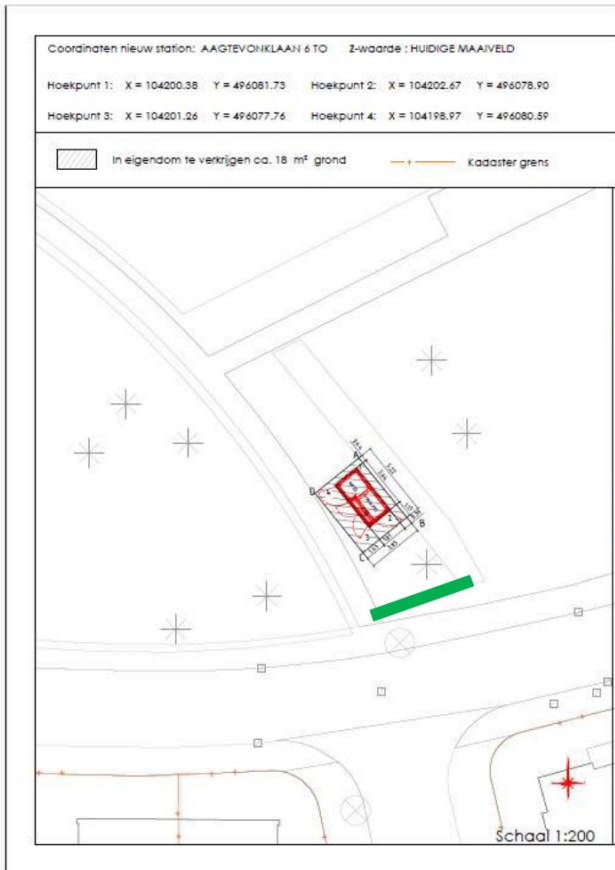 Coordinaten nieuw station: AAGTEVONKLAAN 6 TO Z-waarde : HUIDIGE MAAIVELD
Hoekpunt 1: X = 104200.38 Y = 496081.73 Hoekpunt 2: X = 104202.67 Y = 496078.90
Hoekpunt 3: X = 104201.26 Y = 496077.76 Hoekpunt 4: X = 104198.97 Y = 496080.59
In eigendom te verkrijgen ca. 18 m² grond Kadaster grens
A
D
B
C
Schaal 1:200